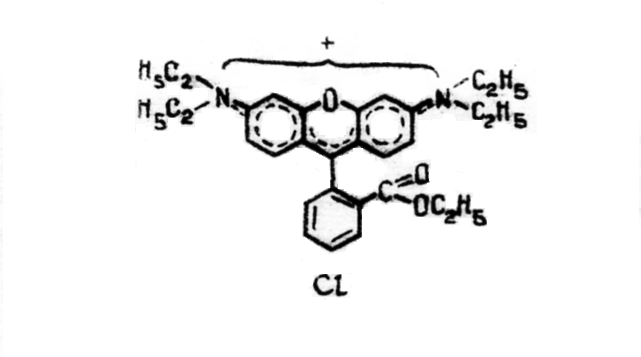 +
H₅C₂ N O N C₂H₅
H₅C₂ C₂H₅
C O
OC₂H₅
Cl